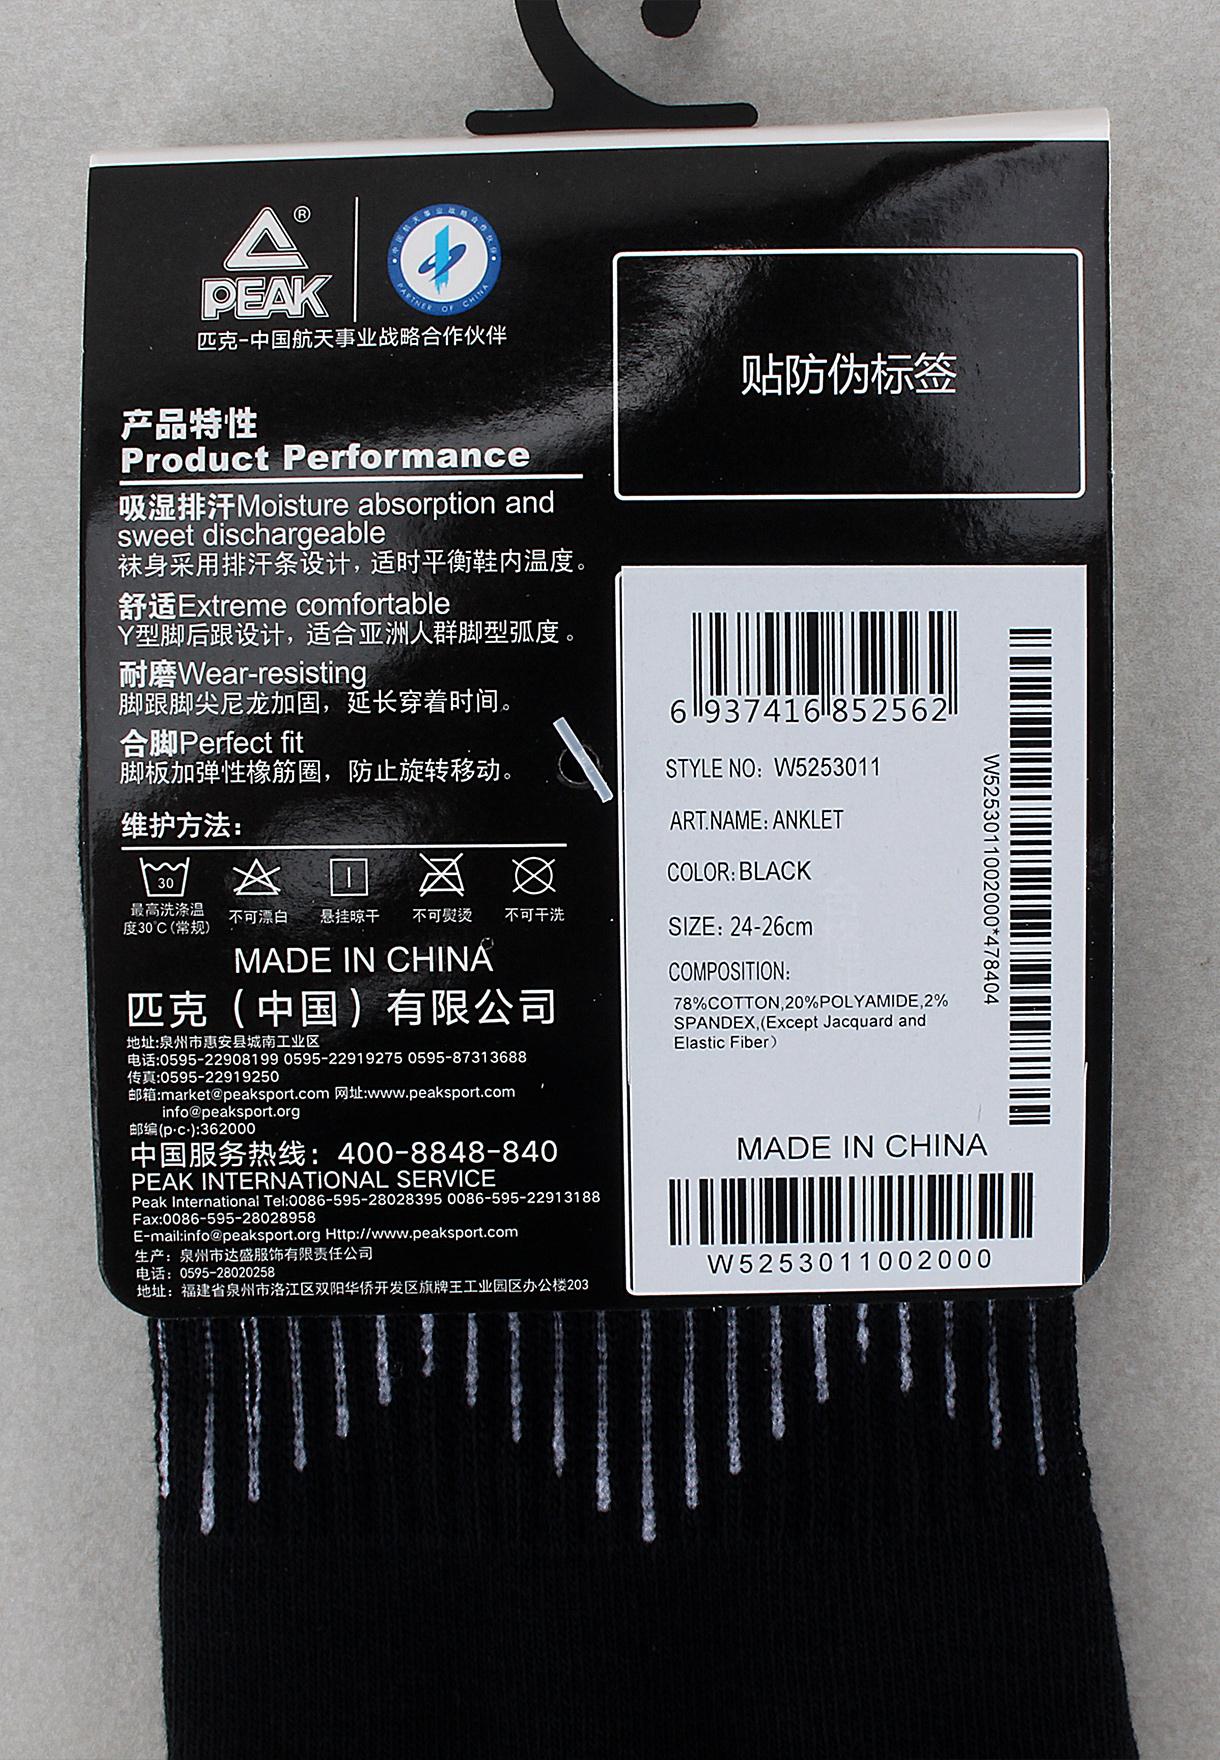 ®
PEAK
中国航天事业战略合作伙伴
PARTNER OF CHINA
匹克-中国航天事业战略合作伙伴
贴防伪标签
产品特性
Product Performance
吸湿排汗Moisture absorption and
sweet dischargeable
袜身采用排汗条设计，适时平衡鞋内温度。
舒适Extreme comfortable
Y型脚后跟设计，适合亚洲人群脚型弧度。
耐磨Wear-resisting
脚跟脚尖尼龙加固，延长穿着时间。
合脚Perfect fit
脚板加弹性橡筋圈，防止旋转移动。
维护方法：
30
最高洗涤温
度30℃(常规)
不可漂白
悬挂晾干
不可熨烫
不可干洗
MADE IN CHINA
匹克（中国）有限公司
地址:泉州市惠安县城南工业区
电话:0595-22908199 0595-22919275 0595-87313688
传真:0595-22919250
邮箱:market@peaksport.com 网址:www.peaksport.com
info@peaksport.org
邮编(p·c·):362000
中国服务热线：400-8848-840
PEAK INTERNATIONAL SERVICE
Peak International Tel:0086-595-28028395 0086-595-22913188
Fax:0086-595-28028958
E-mail:info@peaksport.org Http://www.peaksport.com
生产：泉州市达盛服饰有限责任公司
电话：0595-28020258
地址：福建省泉州市洛江区双阳华侨开发区旗牌王工业园区办公楼203
6 937416 852562
STYLE NO: W5253011
ART.NAME: ANKLET
COLOR: BLACK
SIZE: 24-26cm
COMPOSITION:
78%COTTON,20%POLYAMIDE,2%
SPANDEX,(Except Jacquard and
Elastic Fiber）
W5253011002000*478404
MADE IN CHINA
W5253011002000